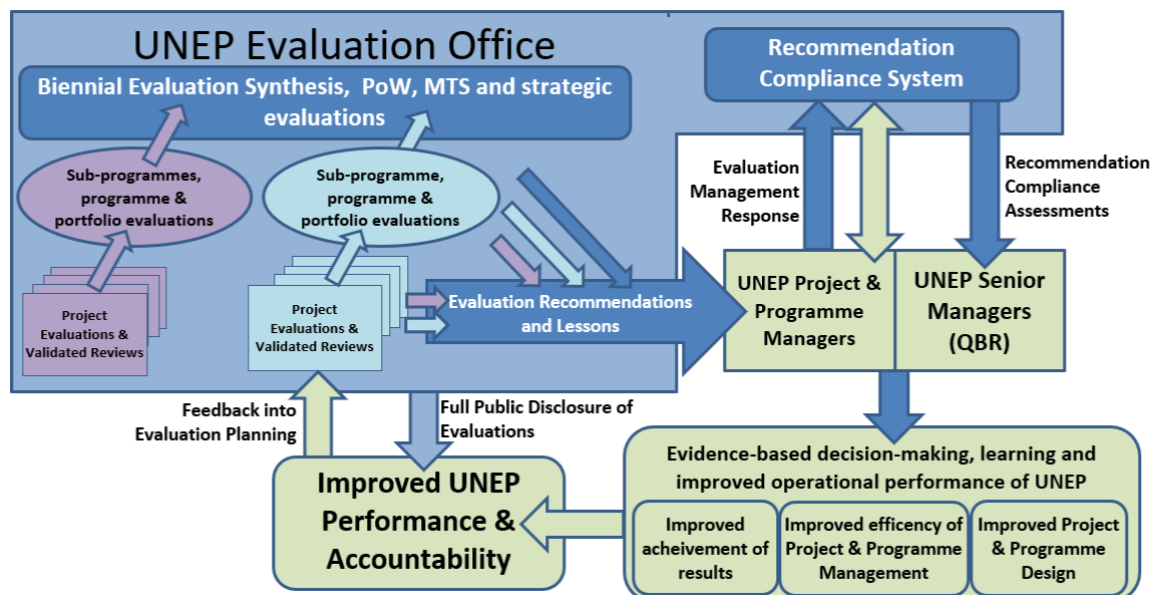 UNEP Evaluation Office
Biennial Evaluation Synthesis, PoW, MTS and strategic
evaluations
Recommendation
Compliance System
Sub-programmes,
programme &
portfolio evaluations
Sub-programme,
programme &
portfolio evaluations
Evaluation
Management
Response
Recommendation
Compliance
Assessments
Project
Evaluations &
Validated Reviews
Project
Evaluations &
Validated Reviews
Evaluation Recommendations
and Lessons
UNEP Project &
Programme
Managers
UNEP Senior
Managers
(QBR)
Feedback into
Evaluation Planning
Full Public Disclosure of
Evaluations
Improved UNEP
Performance &
Accountability
Evidence-based decision-making, learning and
improved operational performance of UNEP
Improved
acheivement of
results
Improved efficency of
Project & Programme
Management
Improved Project
& Programme
Design